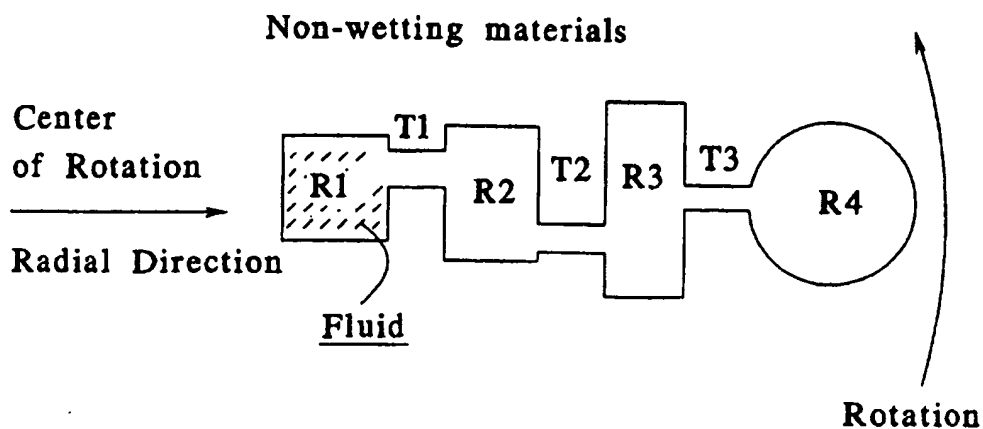 Non-wetting materials
Center
of Rotation
Radial Direction
T1
T2
T3
R1
R2
R3
R4
Fluid
Rotation